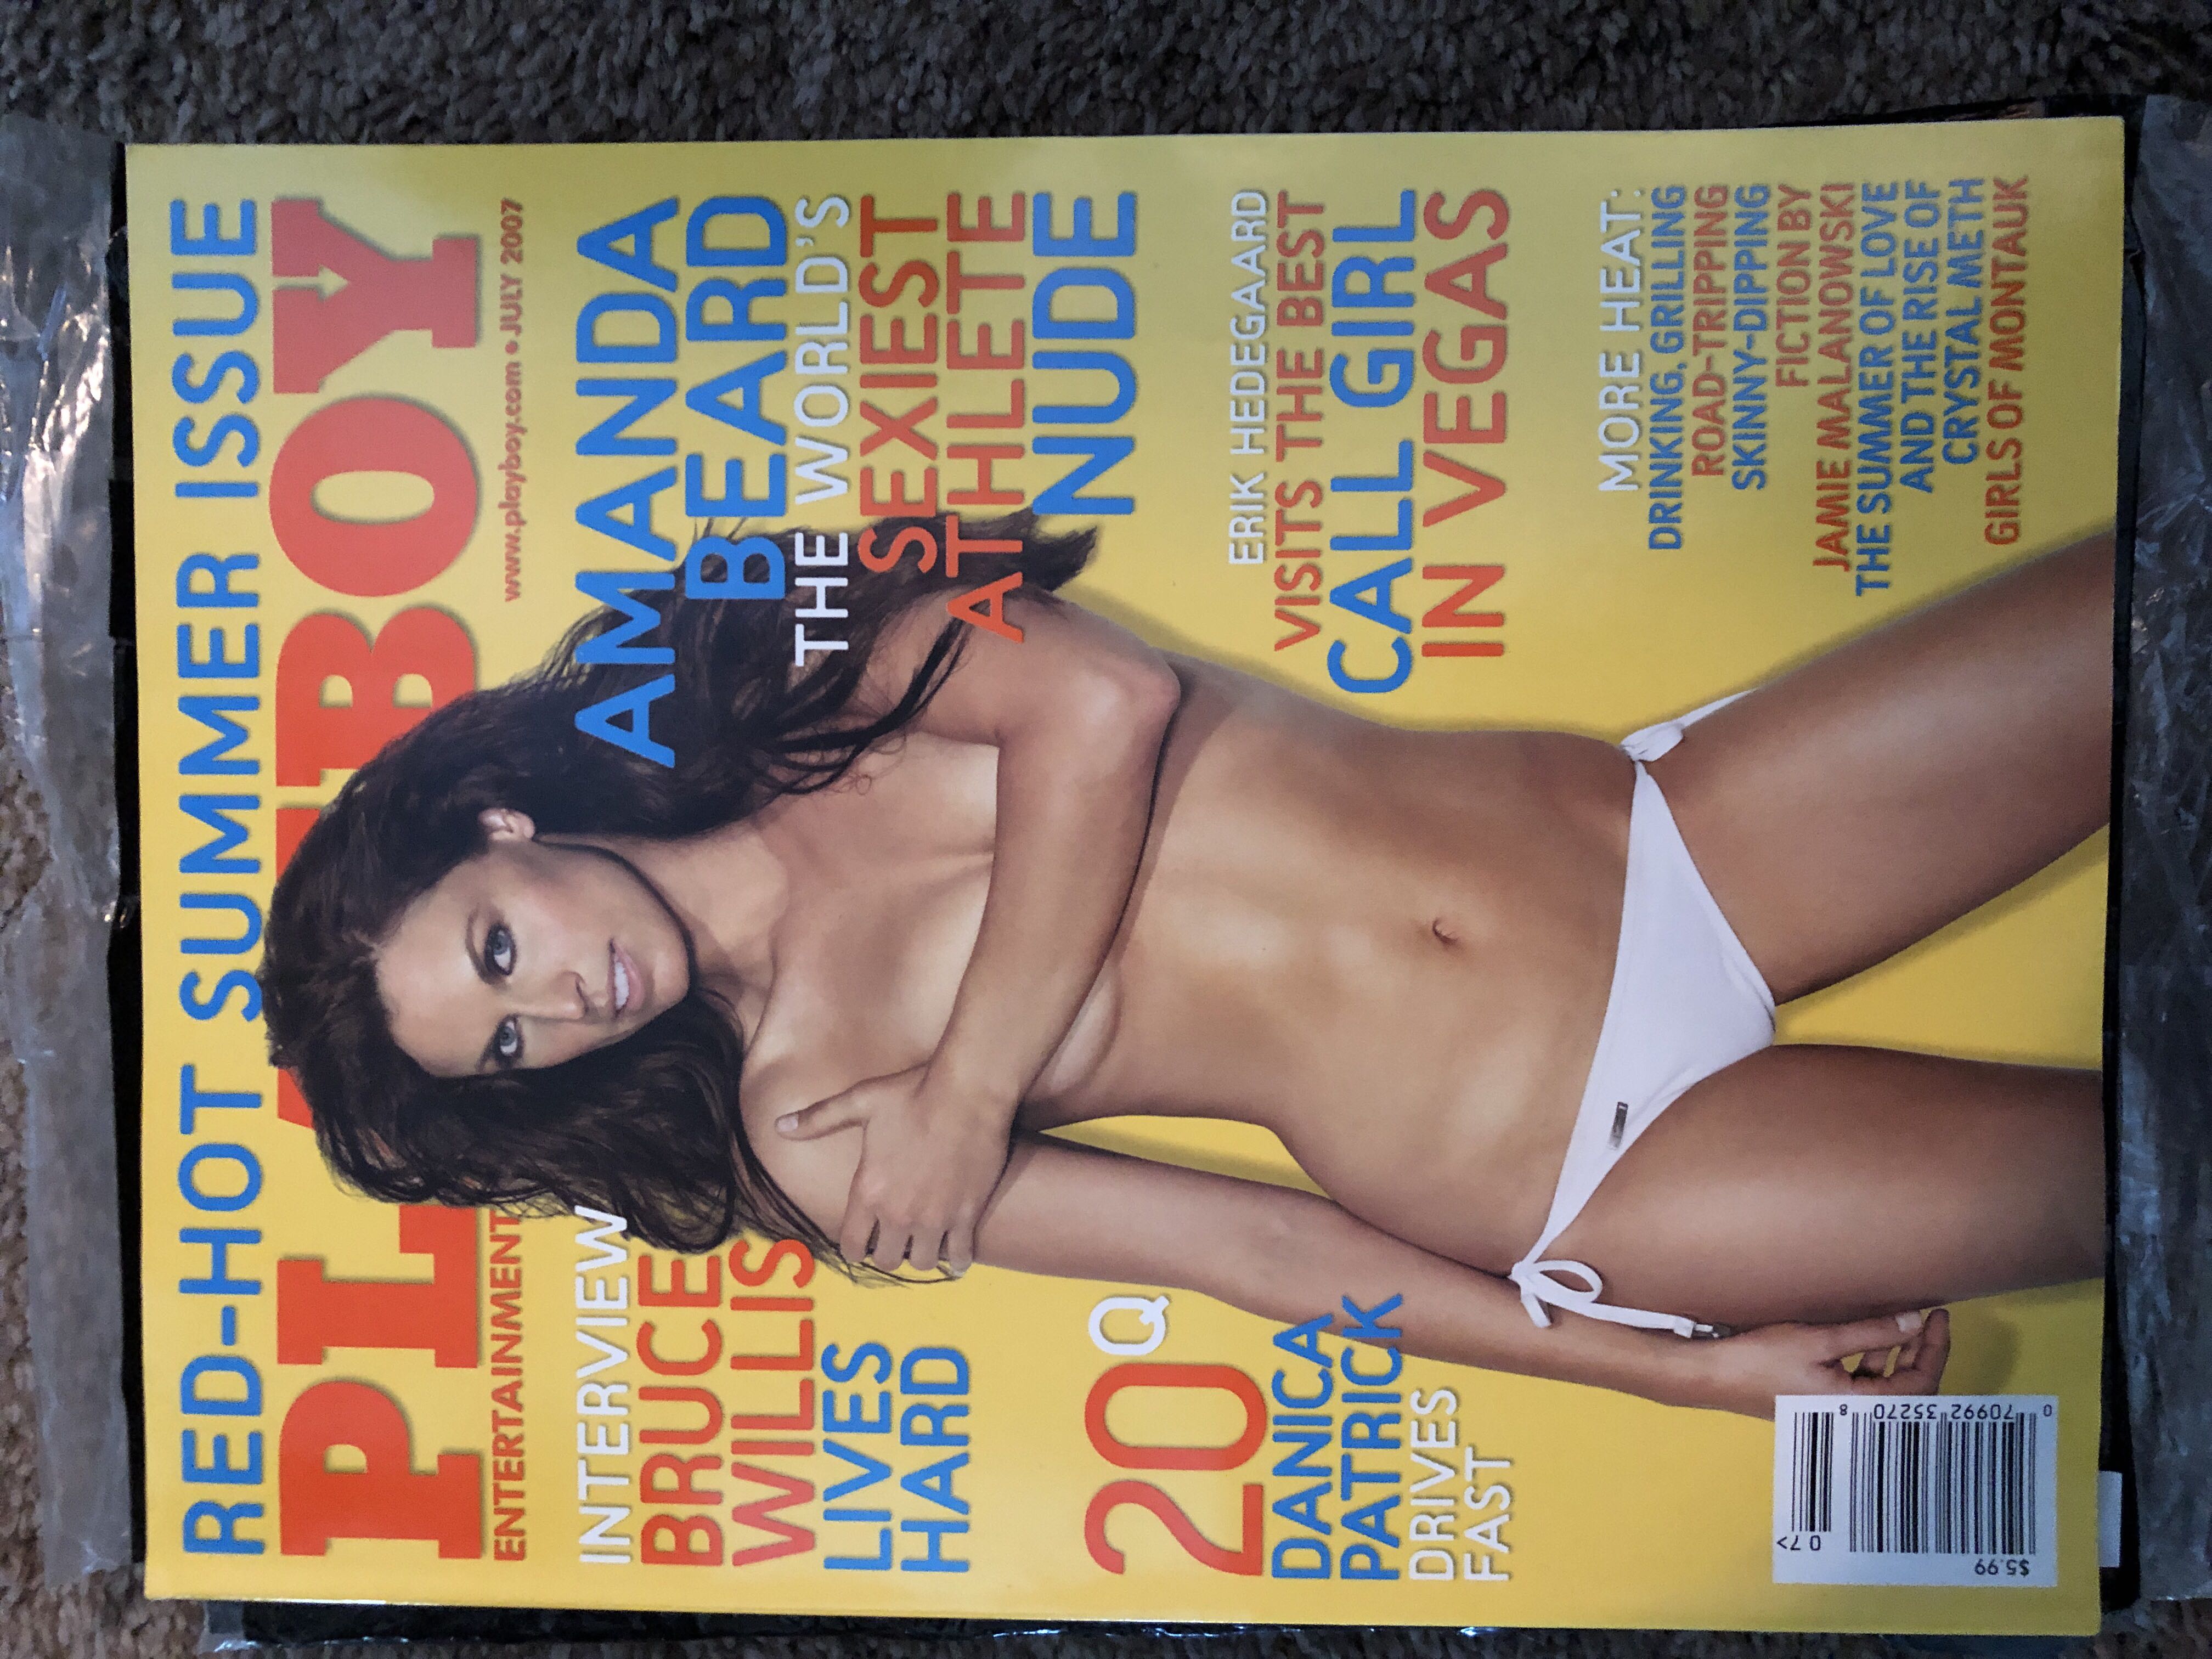 RED-HOT SUMMER ISSUE
PLAYBOY
ENTERTAINMENT
www.playboy.com • JULY 2007
INTERVIEW
BRUCE
WILLIS
LIVES
HARD
20Q
DANICA
PATRICK
DRIVES
FAST
AMANDA
BEARD
THE WORLD'S
SEXIEST
ATHLETE
NUDE
ERIK HEDEGAARD
VISITS THE BEST
CALL GIRL
IN VEGAS
MORE HEAT:
DRINKING, GRILLING
ROAD-TRIPPING
SKINNY-DIPPING
FICTION BY
JAMIE MALANOWSKI
THE SUMMER OF LOVE
AND THE RISE OF
CRYSTAL METH
GIRLS OF MONTAUK
$5.99
07>
0 70992 35270 8